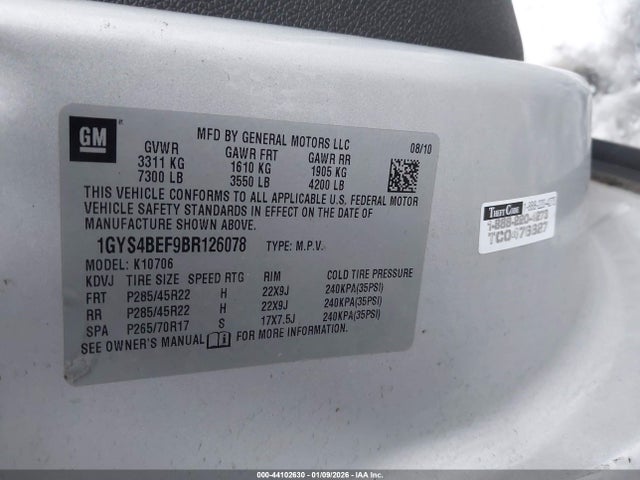 GM
MFD BY GENERAL MOTORS LLC 08/10
GVWR GAWR FRT GAWR RR
3311 KG 1610 KG 1905 KG
7300 LB 3550 LB 4200 LB
THIS VEHICLE CONFORMS TO ALL APPLICABLE U.S. FEDERAL MOTOR
VEHICLE SAFETY STANDARDS IN EFFECT ON THE DATE OF
MANUFACTURE SHOWN ABOVE.
1GYS4BEF9BR126078 TYPE: M.P.V.
MODEL: K10706
KDVJ TIRE SIZE SPEED RTG RIM COLD TIRE PRESSURE
FRT P285/45R22 H 22X9J 240KPA(35PSI)
RR P285/45R22 H 22X9J 240KPA(35PSI)
SPA P265/70R17 S 17X7.5J 240KPA(35PSI)
SEE OWNER'S MANUAL FOR MORE INFORMATION.
THEFT CODE
000-44102630 - 01/09/2026 - IAA Inc.